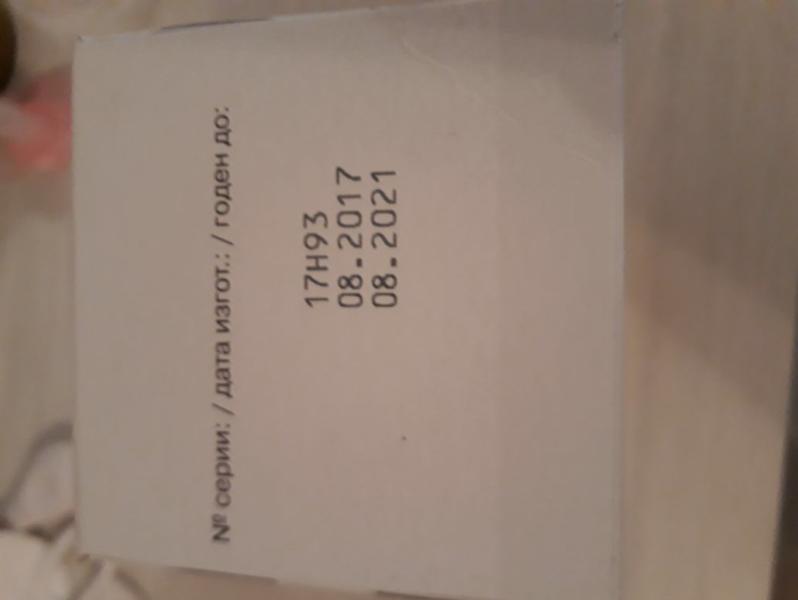 № серии: / дата изгот.: / годен до:
17H93
08.2017
08.2021